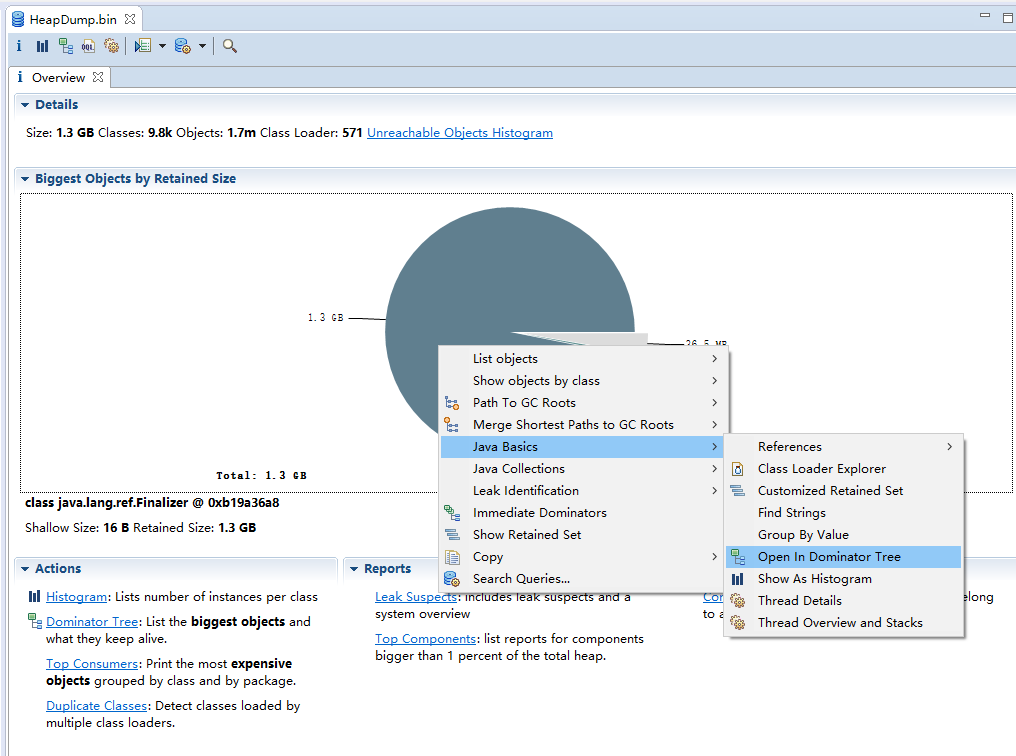 HeapDump.bin
Overview
Details
Size: 1.3 GB Classes: 9.8k Objects: 1.7m Class Loader: 571 Unreachable Objects Histogram
Biggest Objects by Retained Size
1.3 GB
Total: 1.3 GB
class java.lang.ref.Finalizer @ 0xb19a36a8
Shallow Size: 16 B Retained Size: 1.3 GB
List objects
Show objects by class
Path To GC Roots
Merge Shortest Paths to GC Roots
Java Basics
Java Collections
Leak Identification
Immediate Dominators
Show Retained Set
Copy
Search Queries...
References
Class Loader Explorer
Customized Retained Set
Find Strings
Group By Value
Open In Dominator Tree
Show As Histogram
Thread Details
Thread Overview and Stacks
Actions
Histogram: Lists number of instances per class
Dominator Tree: List the biggest objects and
what they keep alive.
Top Consumers: Print the most expensive
objects grouped by class and by package.
Duplicate Classes: Detect classes loaded by
multiple class loaders.
Reports
Leak Suspects: includes leak suspects and a
system overview
Top Components: list reports for components
bigger than 1 percent of the total heap.